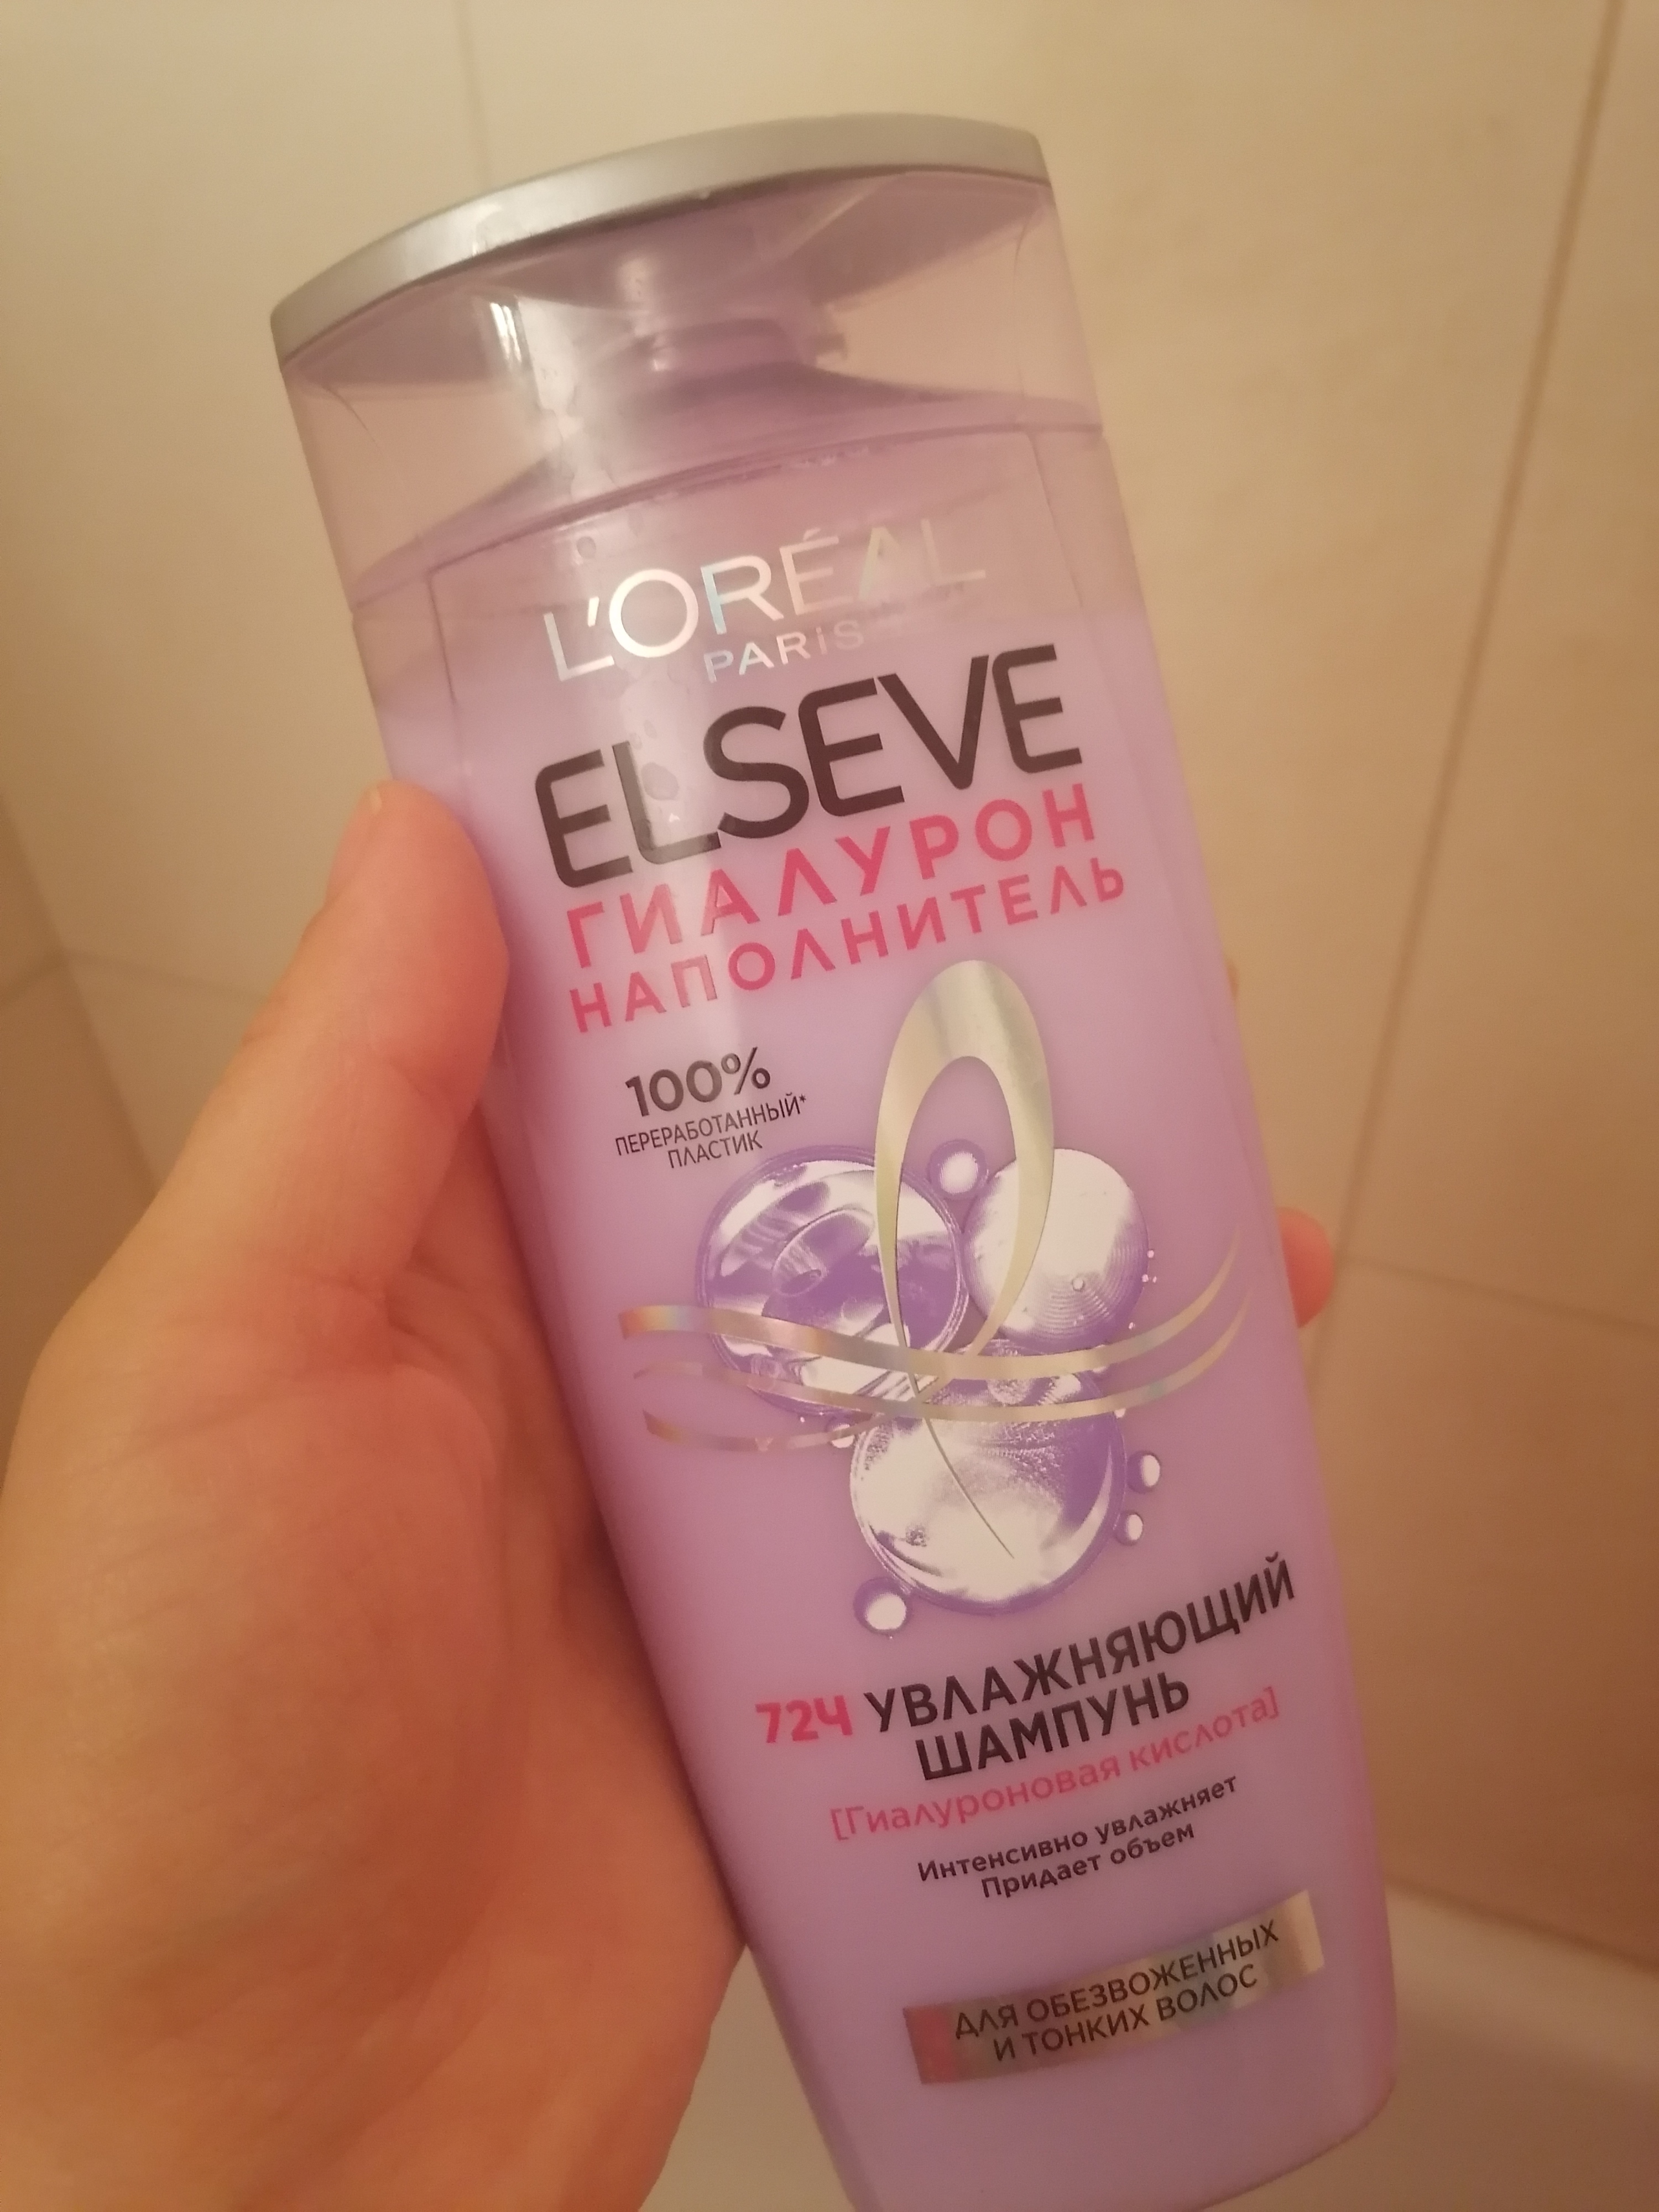 L'ORÉAL
PARIS
ELSEVE
ГИАЛУРОН
НАПОЛНИТЕЛЬ
100%
ПЕРЕРАБОТАННЫЙ*
ПЛАСТИК
72Ч УВЛАЖНЯЮЩИЙ
ШАМПУНЬ
[Гиалуроновая кислота]
Интенсивно увлажняет
Придает объем
ДЛЯ ОБЕЗВОЖЕННЫХ
И ТОНКИХ ВОЛОС